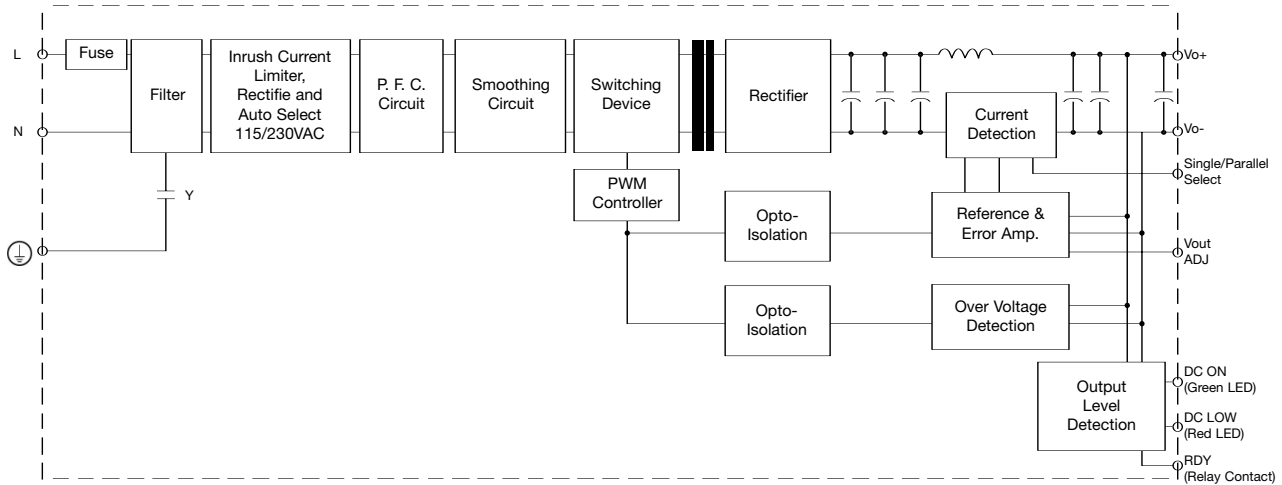 L
Fuse
Filter
Inrush Current
Limiter,
Rectifie and
Auto Select
115/230VAC
P. F. C.
Circuit
Smoothing
Circuit
Switching
Device
Rectifier
Vo+
N
Current
Detection
Vo-
Single/Parallel
Select
Y
PWM
Controller
Opto-
Isolation
Reference &
Error Amp.
Vout
ADJ
Opto-
Isolation
Over Voltage
Detection
Output
Level
Detection
DC ON
(Green LED)
DC LOW
(Red LED)
RDY
(Relay Contact)